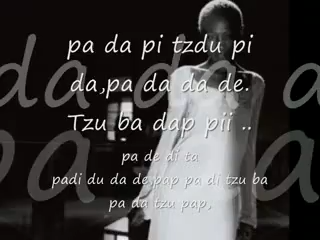 pa da pi tzdu pi
da,pa da da de.
Tzu ba dap pii ..
pa de di ta
padi du da de,pap pa di tzu ba
pa da tzu pap,